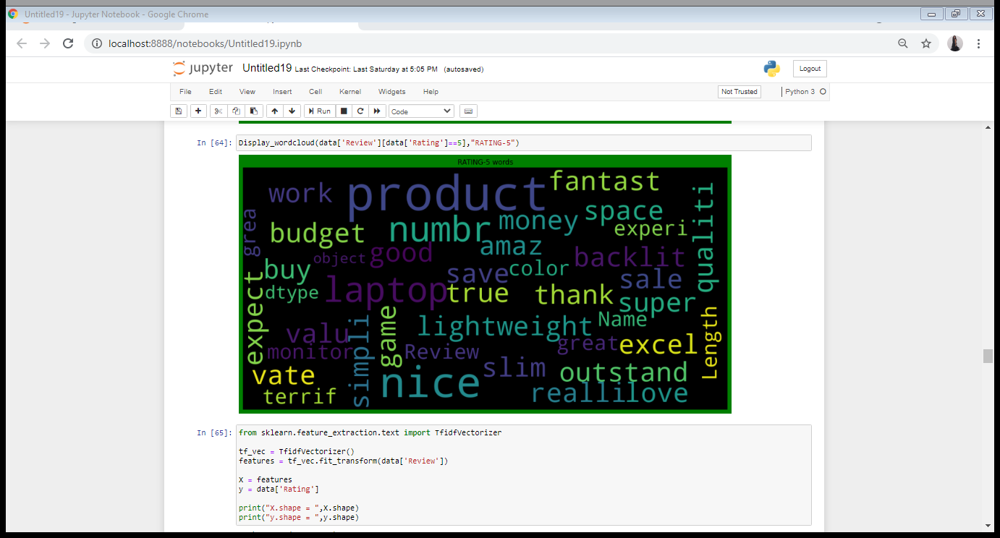 Untitled19 - Jupyter Notebook - Google Chrome
localhost:8888/notebooks/Untitled19.ipynb
jupyter Untitled19 Last Checkpoint: Last Saturday at 5:05 PM (autosaved)
Logout
File Edit View Insert Cell Kernel Widgets Help
Not Trusted
Python 3
Run
Code
In [64]: Display_wordcloud(data['Review'][data['Rating']==5],"RATING-5")
RATING-5 words
work product fantast
grea budget numbr money space experi qualiti
object good amaz backlit
buy save color sale
expect dtype laptop true thank super
valu simpli game lightweight Name Length
monitor Review great excel
vate nice slim outstand
terrif reallilove
In [65]: from sklearn.feature_extraction.text import TfidfVectorizer
tf_vec = TfidfVectorizer()
features = tf_vec.fit_transform(data['Review'])
X = features
y = data['Rating']
print("X.shape = ",X.shape)
print("y.shape = ",y.shape)